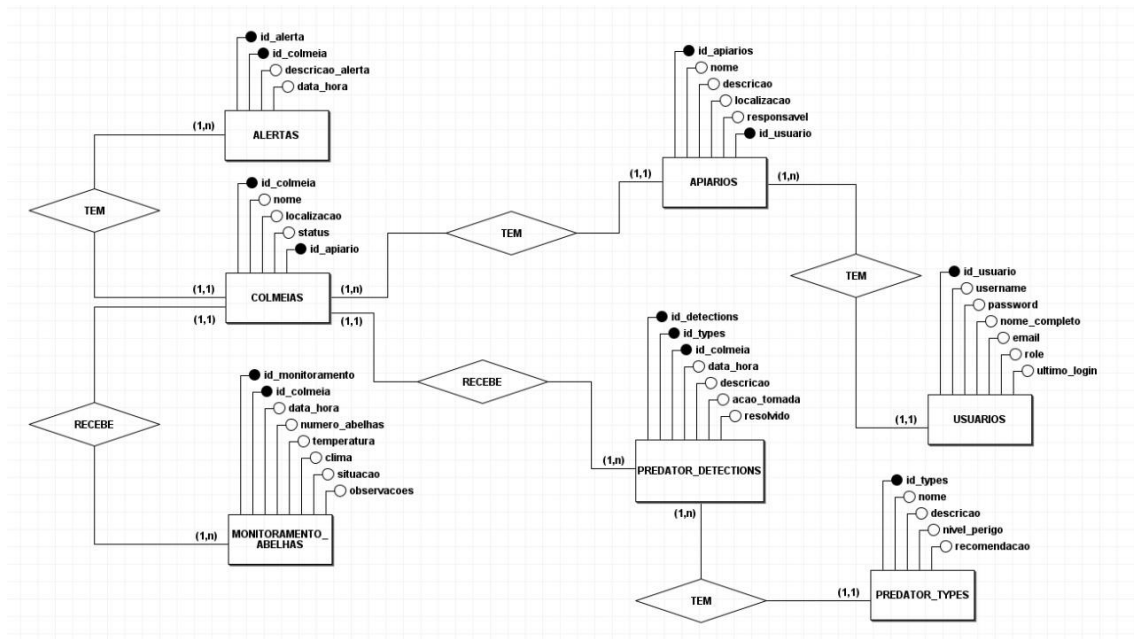 id_alerta
id_colmeia
descricao_alerta
data_hora
(1,n)
ALERTAS
TEM
id_colmeia
nome
localizacao
status
id_apiario
(1,1)
COLMEIAS
(1,n)
(1,1)
(1,1)
TEM
id_apiarios
nome
descricao
localizacao
responsavel
id_usuario
(1,1)
APIARIOS
(1,n)
TEM
id_usuario
username
password
nome_completo
email
role
ultimo_login
(1,1)
USUARIOS
RECEBE
id_monitoramento
id_colmeia
data_hora
numero_abelhas
temperatura
clima
situacao
observacoes
(1,n)
MONITORAMENTO_
ABELHAS
RECEBE
id_detections
id_types
id_colmeia
data_hora
descricao
acao_tomada
resolvido
(1,n)
PREDATOR_DETECTIONS
(1,n)
TEM
id_types
nome
descricao
nivel_perigo
recomendacao
(1,1)
PREDATOR_TYPES